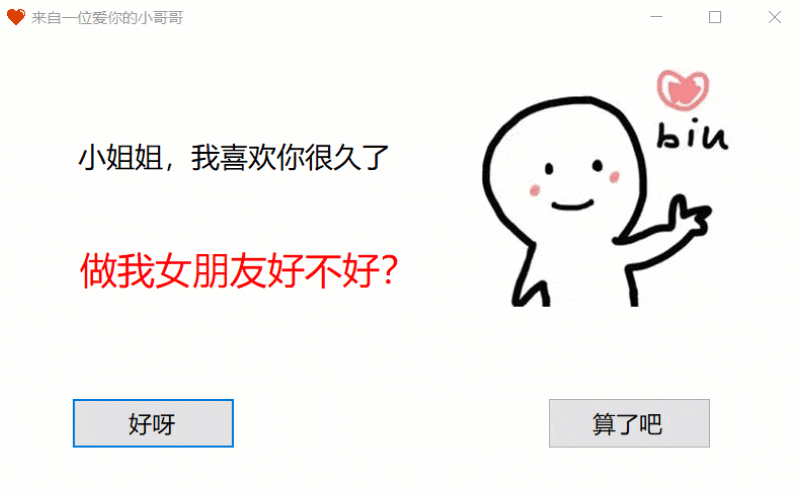 来自一位爱你的小哥哥
biu
小姐姐，我喜欢你很久了
做我女朋友好不好?
好呀
算了吧